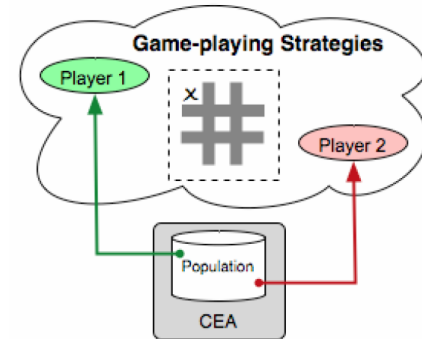 Game-playing Strategies
Player 1
x
Player 2
Population
CEA